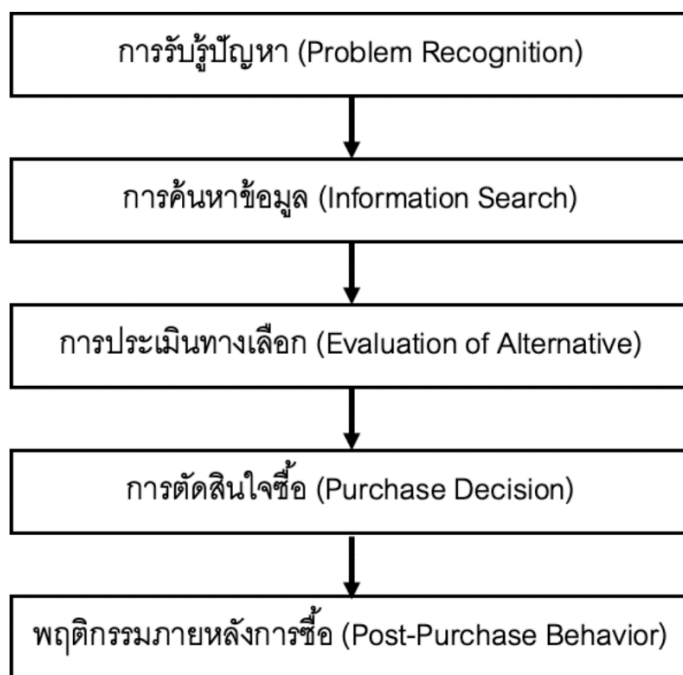 การรับรู้ปัญหา (Problem Recognition)
การค้นหาข้อมูล (Information Search)
การประเมินทางเลือก (Evaluation of Alternative)
การตัดสินใจซื้อ (Purchase Decision)
พฤติกรรมภายหลังการซื้อ (Post-Purchase Behavior)